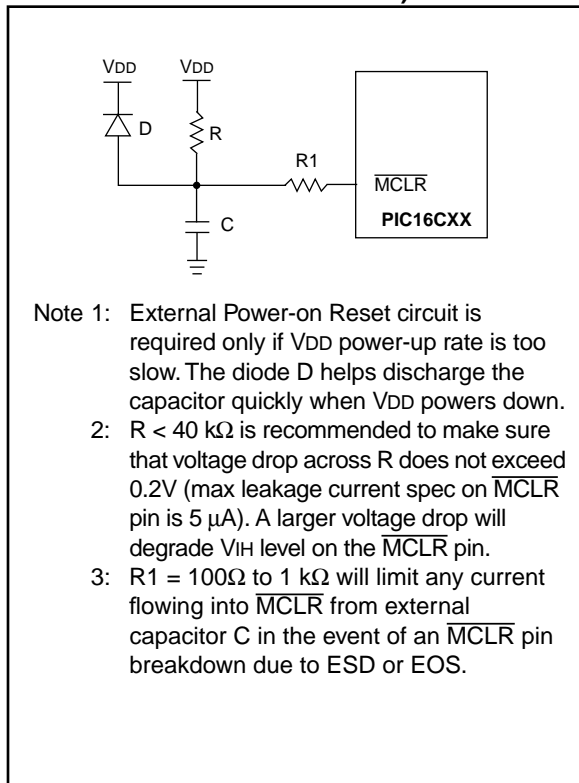 VDD VDD
D
R
R1
MCLR
PIC16CXX
C
Note 1: External Power-on Reset circuit is
required only if VDD power-up rate is too
slow. The diode D helps discharge the
capacitor quickly when VDD powers down.
2: R < 40 kΩ is recommended to make sure
that voltage drop across R does not exceed
0.2V (max leakage current spec on MCLR
pin is 5 μA). A larger voltage drop will
degrade VIH level on the MCLR pin.
3: R1 = 100Ω to 1 kΩ will limit any current
flowing into MCLR from external
capacitor C in the event of an MCLR pin
breakdown due to ESD or EOS.